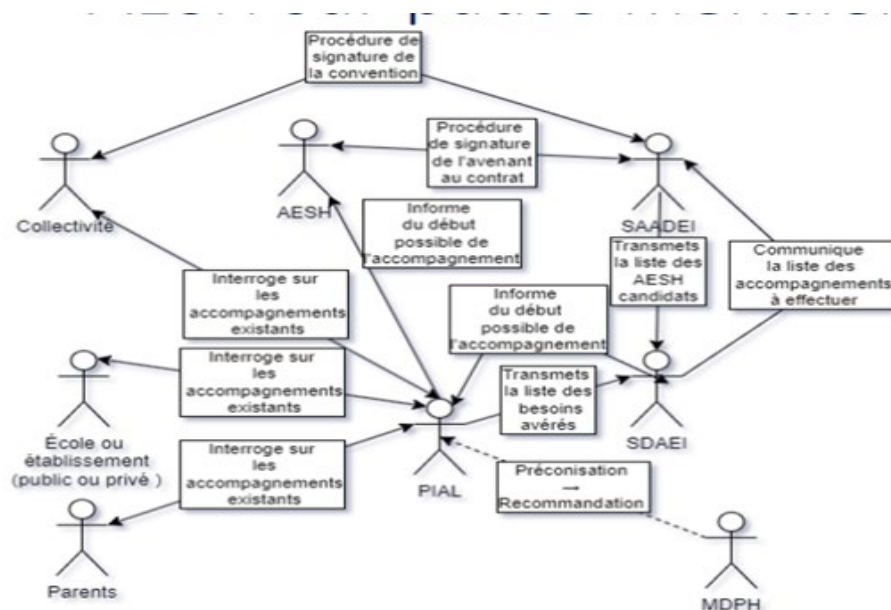 Procédure de
signature de
la convention
Procédure
de signature
de l'avenant
au contrat
Collectivité
AESH
SAADEI
Informe
du début
possible de
l'accompagnement
Transmets
la liste des
AESH
candidats
Communique
la liste des
accompagnements
à effectuer
Interroge sur
les
accompagnements
existants
Informe
du début
possible de
l'accompagnement
Interroge sur
les
accompagnements
existants
Transmets
la liste des
besoins
avérés
École ou
établissement
(public ou privé )
SDAEI
Interroge sur
les
accompagnements
existants
PIAL
Préconisation
→
Recommandation
Parents
MDPH